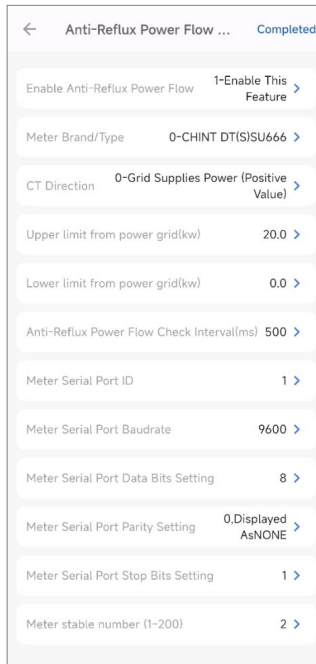 Anti-Reflux Power Flow ... Completed
Enable Anti-Reflux Power Flow 1-Enable This
Feature
Meter Brand/Type 0-CHINT DT(S)SU666
CT Direction 0-Grid Supplies Power (Positive
Value)
Upper limit from power grid(kw) 20.0
Lower limit from power grid(kw) 0.0
Anti-Reflux Power Flow Check Interval(ms) 500
Meter Serial Port ID 1
Meter Serial Port Baudrate 9600
Meter Serial Port Data Bits Setting 8
Meter Serial Port Parity Setting 0,Displayed
AsNONE
Meter Serial Port Stop Bits Setting 1
Meter stable number (1-200) 2